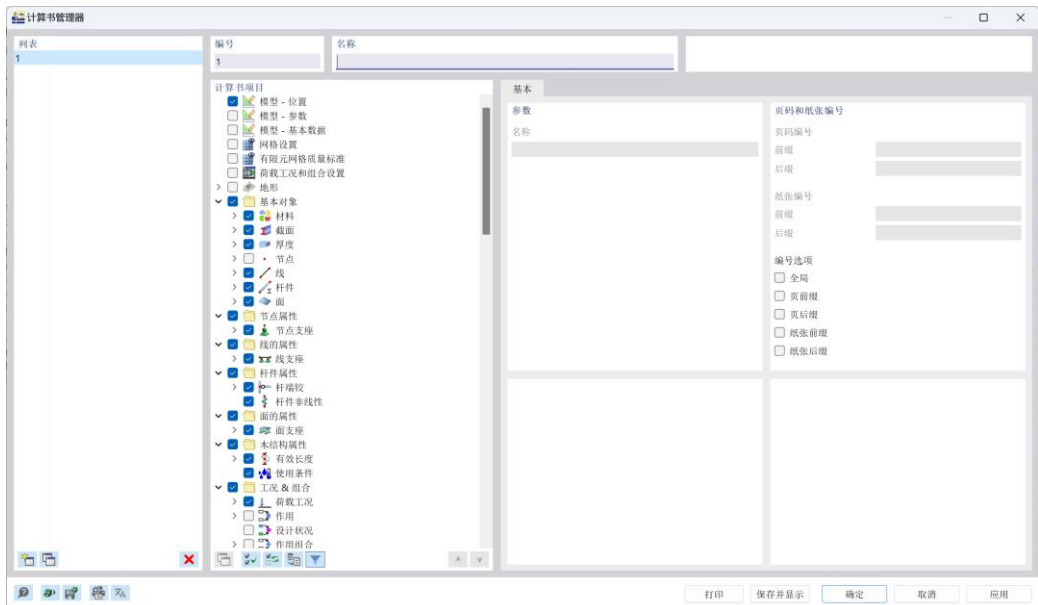 计算书管理器
列表
1
编号
1
名称
计算书项目
模型 - 位置
模型 - 参数
模型 - 基本数据
网格设置
有限元网格质量标准
荷载工况和组合设置
地形
基本对象
材料
截面
厚度
节点
线
杆件
面
节点属性
节点支座
线的属性
线支座
杆件属性
杆端铰
杆件非线性
面的属性
面支座
木结构属性
有效长度
使用条件
工况 & 组合
荷载工况
作用
设计状况
作用组合
基本
参数
名称
页码和纸张编号
页码编号
前缀
后缀
纸张编号
前缀
后缀
编号选项
全局
页前缀
页后缀
纸张前缀
纸张后缀
打印
保存并显示
确定
取消
应用